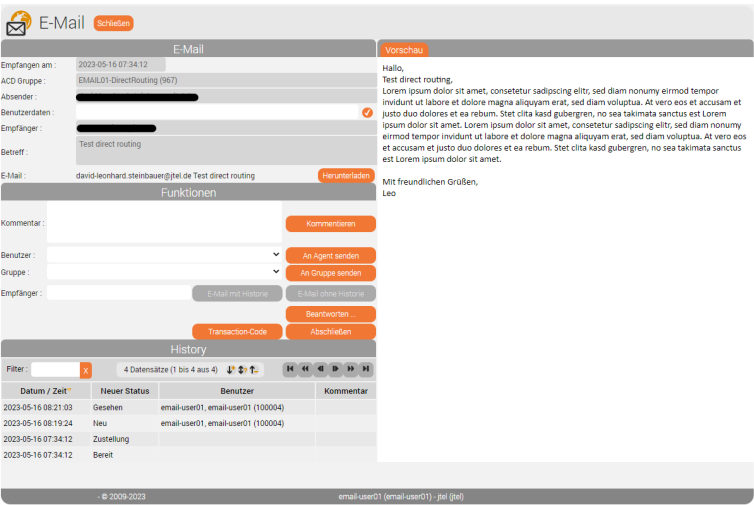 E-Mail Schließen
E-Mail
Empfangen am : 2023-05-16 07:34:12
ACD Gruppe : EMAIL01-DirectRouting (967)
Absender :
Benutzerdaten :
Empfänger :
Betreff : Test direct routing
E-Mail : david-leonhard.steinbauer@jtel.de Test direct routing Herunterladen
Funktionen
Kommentar : Kommentieren
Benutzer : An Agent senden
Gruppe : An Gruppe senden
Empfänger : E-Mail mit Historie E-Mail ohne Historie
Beantworten ...
Transaction-Code Abschließen
History
Filter : X 4 Datensätze (1 bis 4 aus 4)
Datum / Zeit Neuer Status Benutzer Kommentar
2023-05-16 08:21:03 Gesehen email-user01, email-user01 (100004)
2023-05-16 08:19:24 Neu email-user01, email-user01 (100004)
2023-05-16 07:34:12 Zustellung
2023-05-16 07:34:12 Bereit
Vorschau
Hallo,
Test direct routing,
Lorem ipsum dolor sit amet, consetetur sadipscing elitr, sed diam nonumy eirmod tempor
invidunt ut labore et dolore magna aliquyam erat, sed diam voluptua. At vero eos et accusam et
justo duo dolores et ea rebum. Stet clita kasd gubergren, no sea takimata sanctus est Lorem
ipsum dolor sit amet. Lorem ipsum dolor sit amet, consetetur sadipscing elitr, sed diam nonumy
eirmod tempor invidunt ut labore et dolore magna aliquyam erat, sed diam voluptua. At vero eos
et accusam et justo duo dolores et ea rebum. Stet clita kasd gubergren, no sea takimata sanctus
est Lorem ipsum dolor sit amet.
Mit freundlichen Grüßen,
Leo
- © 2009-2023 email-user01 (email-user01) - jtel (jtel)